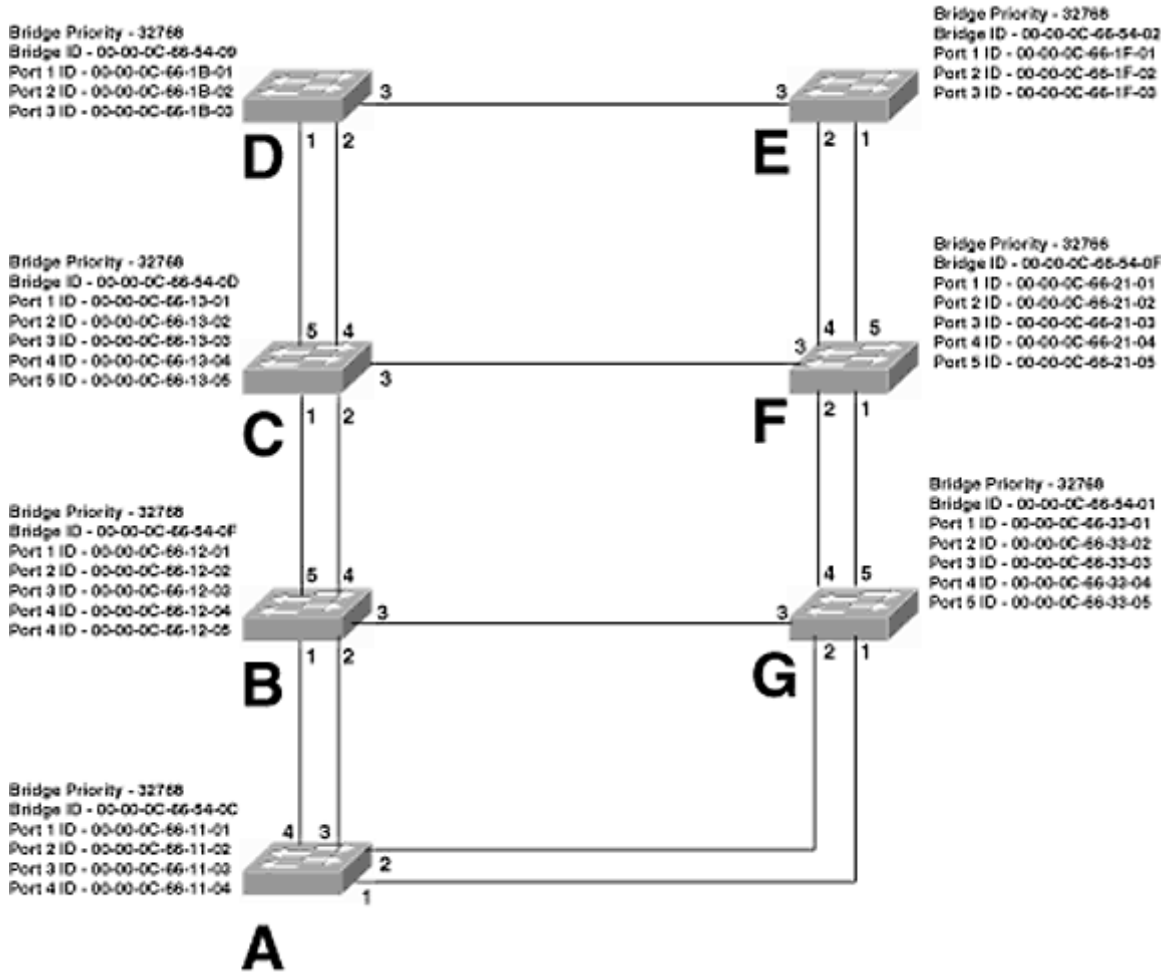 Bridge Priority - 32768
Bridge ID - 00-00-0C-66-54-09
Port 1 ID - 00-00-0C-66-1B-01
Port 2 ID - 00-00-0C-66-1B-02
Port 3 ID - 00-00-0C-66-1B-03
Bridge Priority - 32768
Bridge ID - 00-00-0C-66-54-02
Port 1 ID - 00-00-0C-66-1F-01
Port 2 ID - 00-00-0C-66-1F-02
Port 3 ID - 00-00-0C-66-1F-03
3
3
D
1
2
E
2
1
Bridge Priority - 32768
Bridge ID - 00-00-0C-66-54-0D
Port 1 ID - 00-00-0C-66-13-01
Port 2 ID - 00-00-0C-66-13-02
Port 3 ID - 00-00-0C-66-13-03
Port 4 ID - 00-00-0C-66-13-04
Port 5 ID - 00-00-0C-66-13-05
Bridge Priority - 32768
Bridge ID - 00-00-0C-66-54-0F
Port 1 ID - 00-00-0C-66-21-01
Port 2 ID - 00-00-0C-66-21-02
Port 3 ID - 00-00-0C-66-21-03
Port 4 ID - 00-00-0C-66-21-04
Port 5 ID - 00-00-0C-66-21-05
5
4
3
4
5
3
C
1
2
F
2
1
Bridge Priority - 32768
Bridge ID - 00-00-0C-66-54-0F
Port 1 ID - 00-00-0C-66-12-01
Port 2 ID - 00-00-0C-66-12-02
Port 3 ID - 00-00-0C-66-12-03
Port 4 ID - 00-00-0C-66-12-04
Port 4 ID - 00-00-0C-66-12-05
Bridge Priority - 32768
Bridge ID - 00-00-0C-66-54-01
Port 1 ID - 00-00-0C-66-33-01
Port 2 ID - 00-00-0C-66-33-02
Port 3 ID - 00-00-0C-66-33-03
Port 4 ID - 00-00-0C-66-33-04
Port 5 ID - 00-00-0C-66-33-05
5
4
4
5
3
3
B
1
2
G
2
1
Bridge Priority - 32768
Bridge ID - 00-00-0C-66-54-0C
Port 1 ID - 00-00-0C-66-11-01
Port 2 ID - 00-00-0C-66-11-02
Port 3 ID - 00-00-0C-66-11-03
Port 4 ID - 00-00-0C-66-11-04
4
3
2
1
A